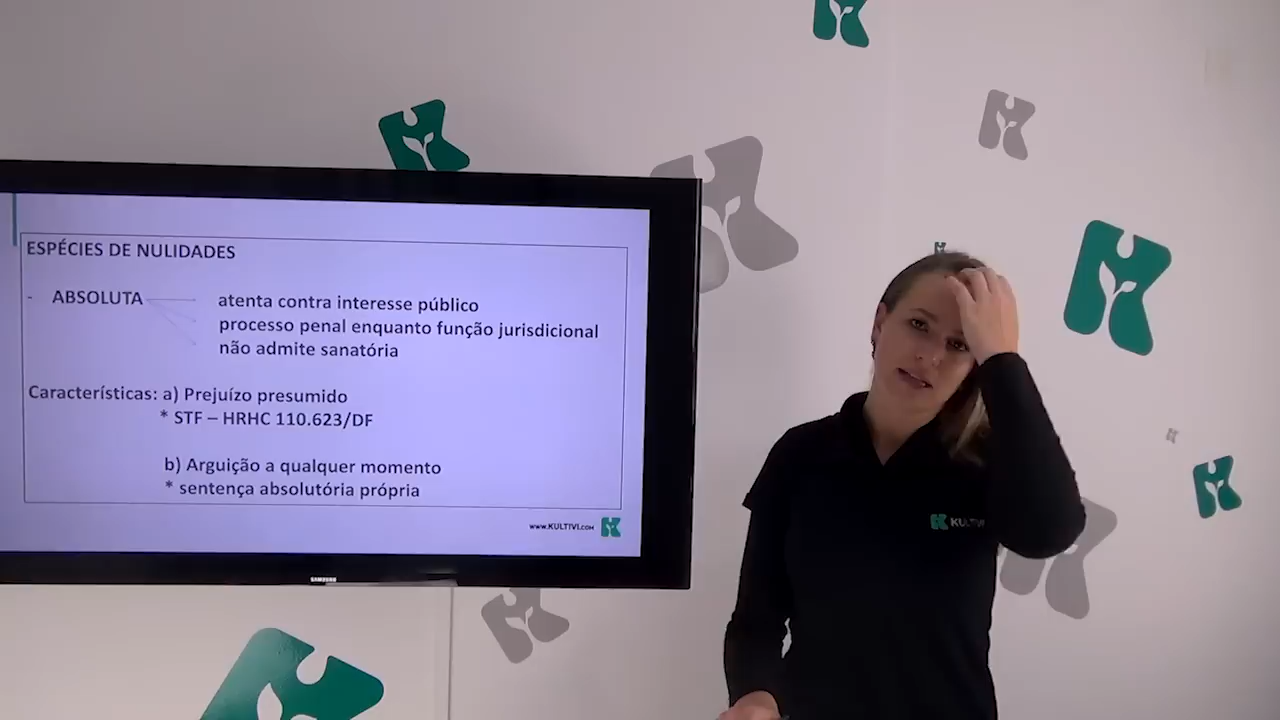 ESPÉCIES DE NULIDADES
- ABSOLUTA
atenta contra interesse público
processo penal enquanto função jurisdicional
não admite sanatória
Características: a) Prejuízo presumido
* STF – HRHC 110.623/DF
b) Arguição a qualquer momento
* sentença absolutória própria
www.KULTIVI.COM
SAMSUNG
KULTIVI